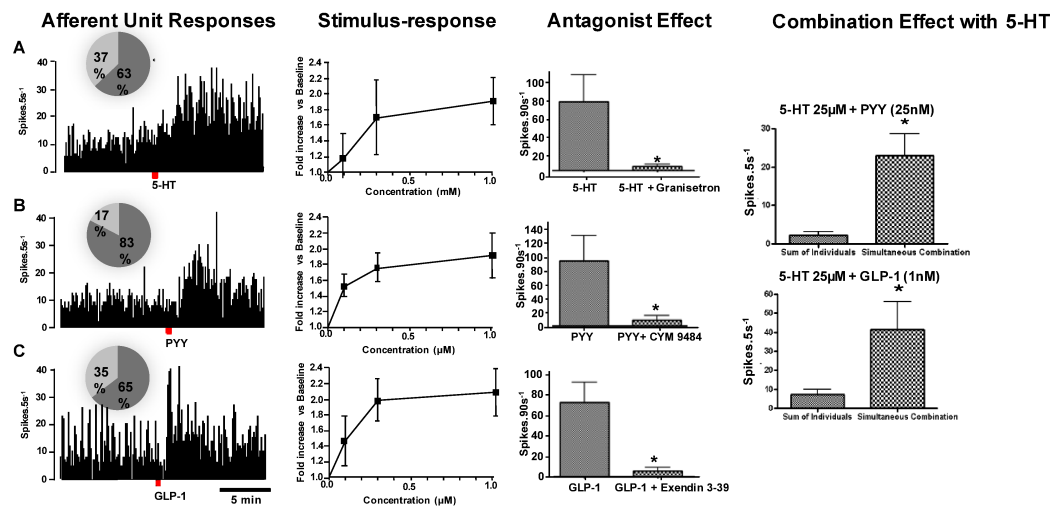 Afferent Unit Responses
Stimulus-response
Antagonist Effect
Combination Effect with 5-HT
A
37
%
63
%
Spikes.5s-1
40
30
20
10
0
5-HT
Fold increase vs Baseline
2.4
2.2
2.0
1.8
1.6
1.4
1.2
1.0
0.0
0.5
1.0
Concentration (mM)
Spikes.90s-1
100
80
60
40
20
0
*
5-HT
5-HT + Granisetron
B
17
%
83
%
Spikes.5s-1
40
30
20
10
0
PYY
Fold increase vs Baseline
2.4
2.2
2.0
1.8
1.6
1.4
1.2
1.0
0.0
0.5
1.0
Concentration (µM)
Spikes.90s-1
140
120
100
80
60
40
20
0
*
PYY
PYY+ CYM 9484
C
35
%
65
%
Spikes.5s-1
40
30
20
10
0
GLP-1
5 min
Fold increase vs Baseline
2.4
2.2
2.0
1.8
1.6
1.4
1.2
1.0
0.0
0.5
1.0
Concentration (µM)
Spikes.90s-1
100
80
60
40
20
0
*
GLP-1
GLP-1 + Exendin 3-39
5-HT 25µM + PYY (25nM)
*
Spikes.5s-1
30
20
10
0
Sum of Individuals
Simultaneous Combination
5-HT 25µM + GLP-1 (1nM)
*
Spikes.5s-1
60
50
40
30
20
10
0
Sum of Individuals
Simultaneous Combination